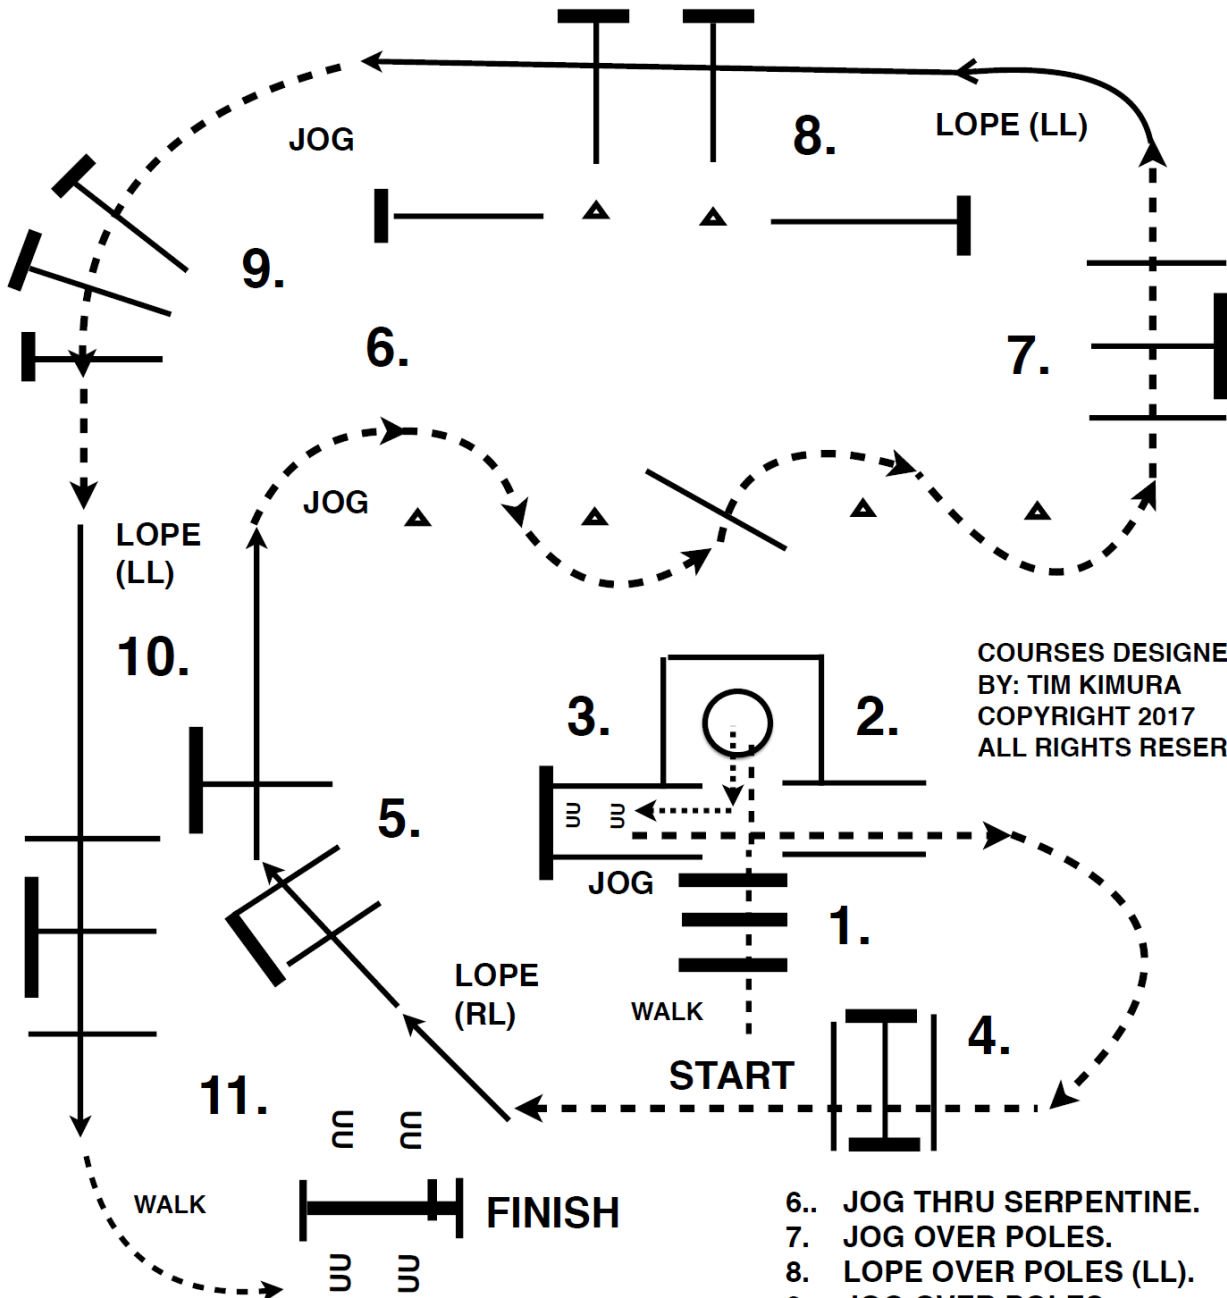 JOG
8.
LOPE (LL)
9.
6.
7.
JOG
LOPE
(LL)
10.
COURSES DESIGNE
BY: TIM KIMURA
COPYRIGHT 2017
ALL RIGHTS RESER
3.
2.
5.
JOG
1.
LOPE
(RL)
WALK
4.
START
11.
WALK
FINISH
6.. JOG THRU SERPENTINE.
7. JOG OVER POLES.
8. LOPE OVER POLES (LL).